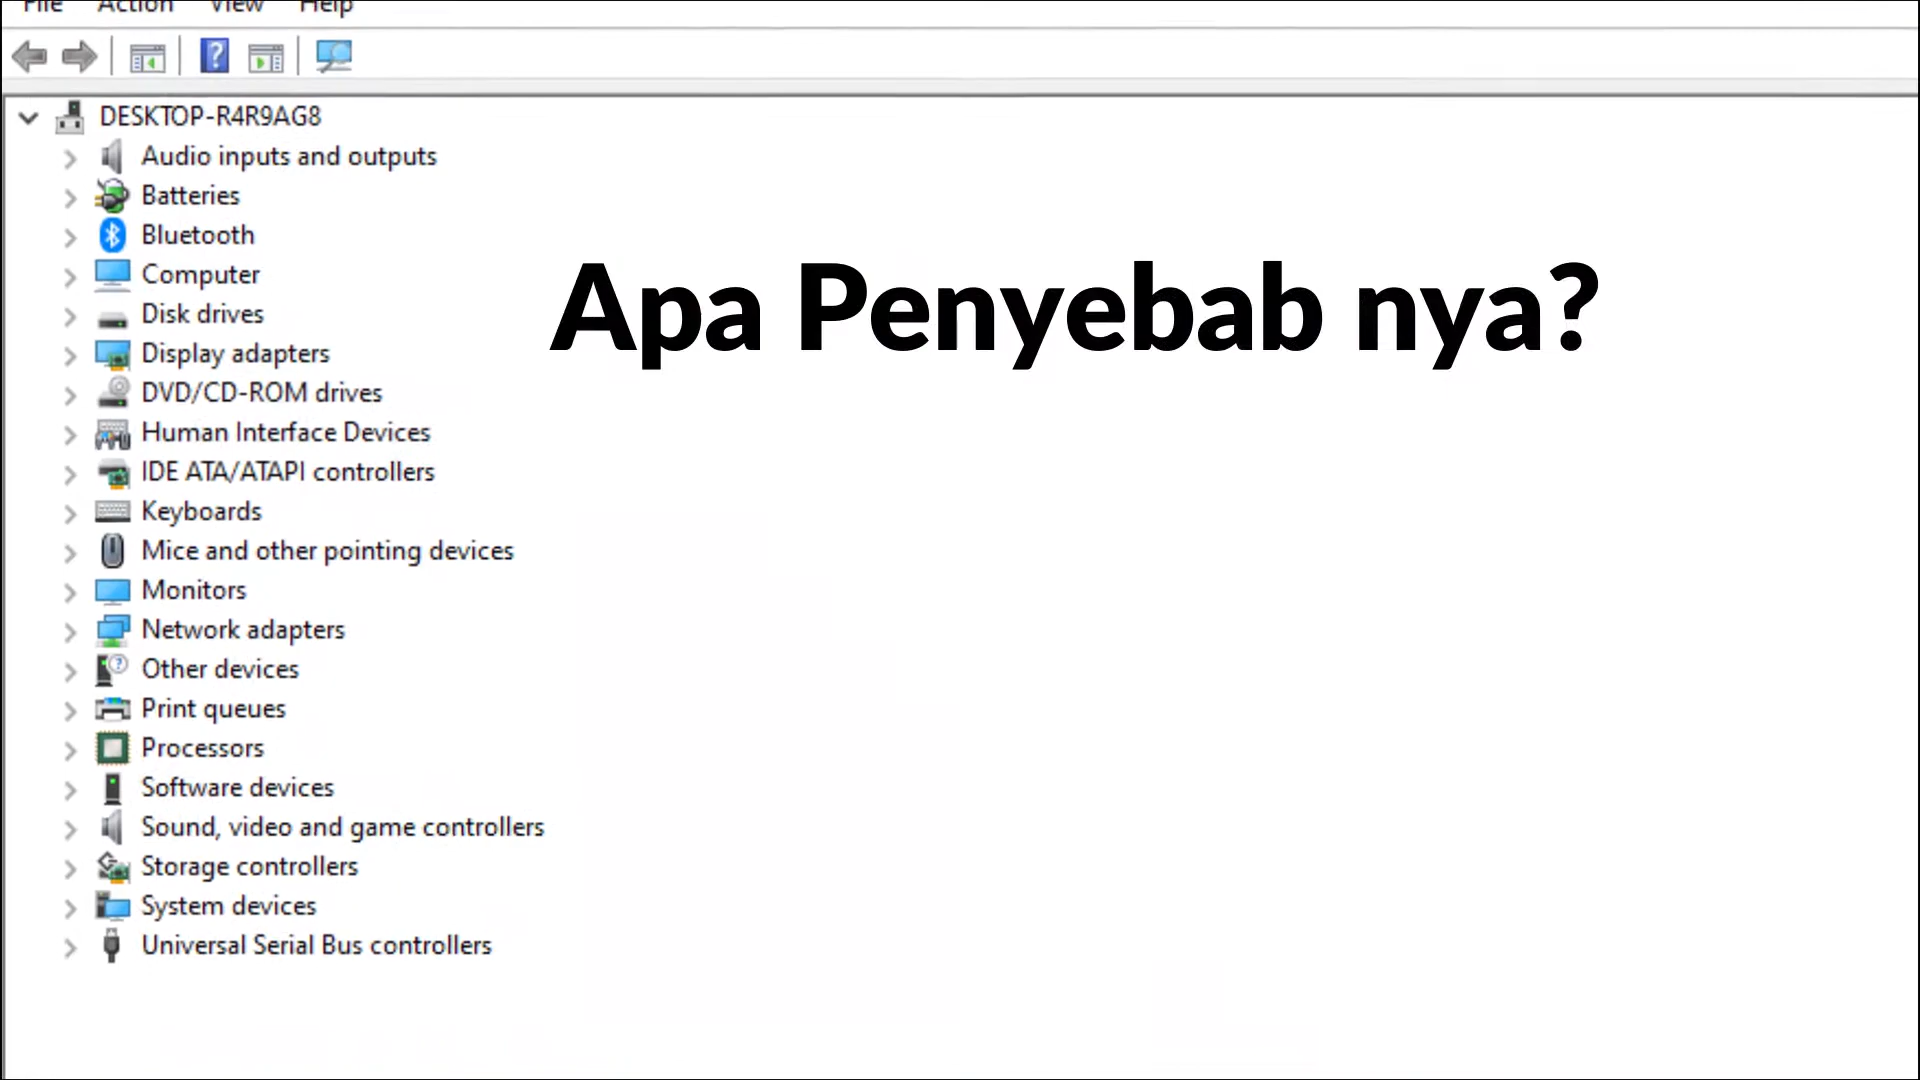 File Action View Help
DESKTOP-R4R9AG8
Audio inputs and outputs
Batteries
Bluetooth
Computer
Disk drives
Display adapters
DVD/CD-ROM drives
Human Interface Devices
IDE ATA/ATAPI controllers
Keyboards
Mice and other pointing devices
Monitors
Network adapters
Other devices
Print queues
Processors
Software devices
Sound, video and game controllers
Storage controllers
System devices
Universal Serial Bus controllers
Apa Penyebab nya?